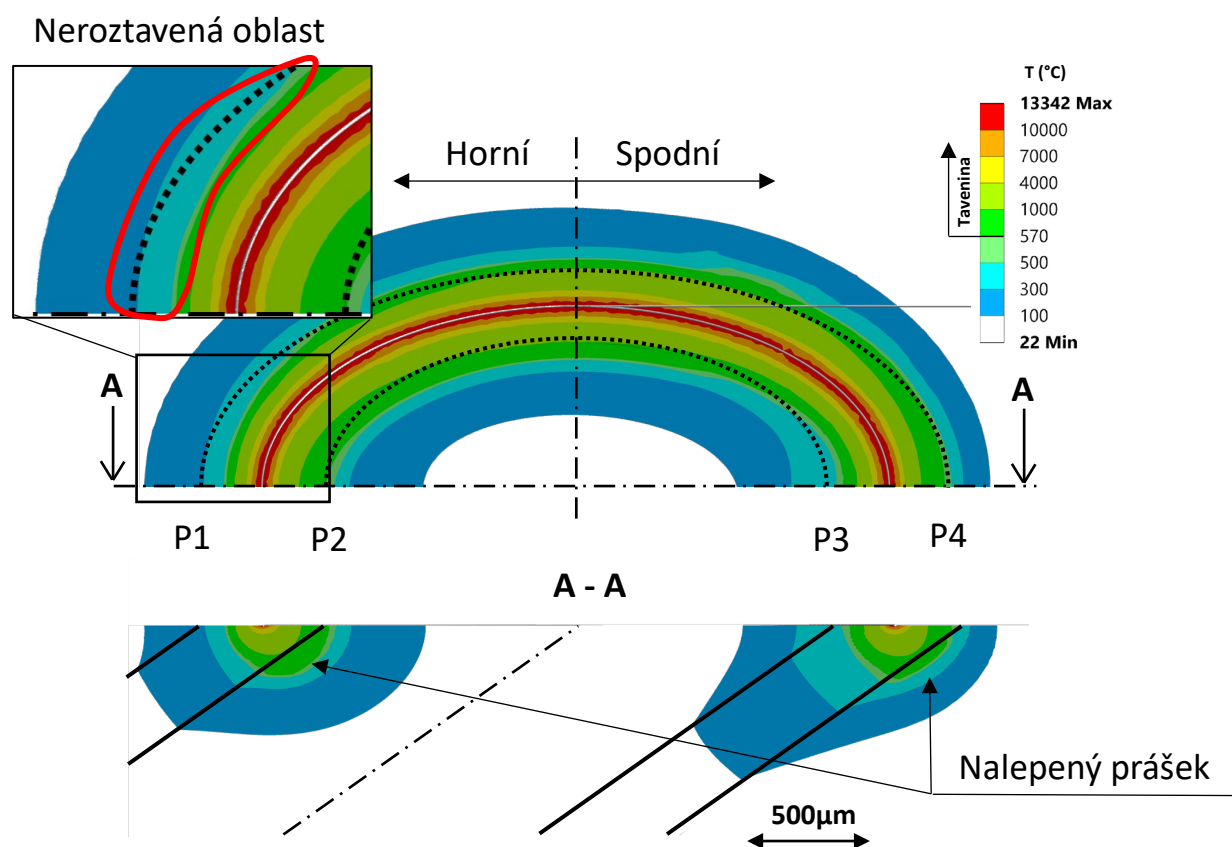 Neroztavená oblast
T (°C)
13342 Max
10000
7000
4000
1000
570
500
300
100
22 Min
Tavenina
Horní
Spodní
A
A
P1
P2
P3
P4
A - A
Nalepený prášek
500µm